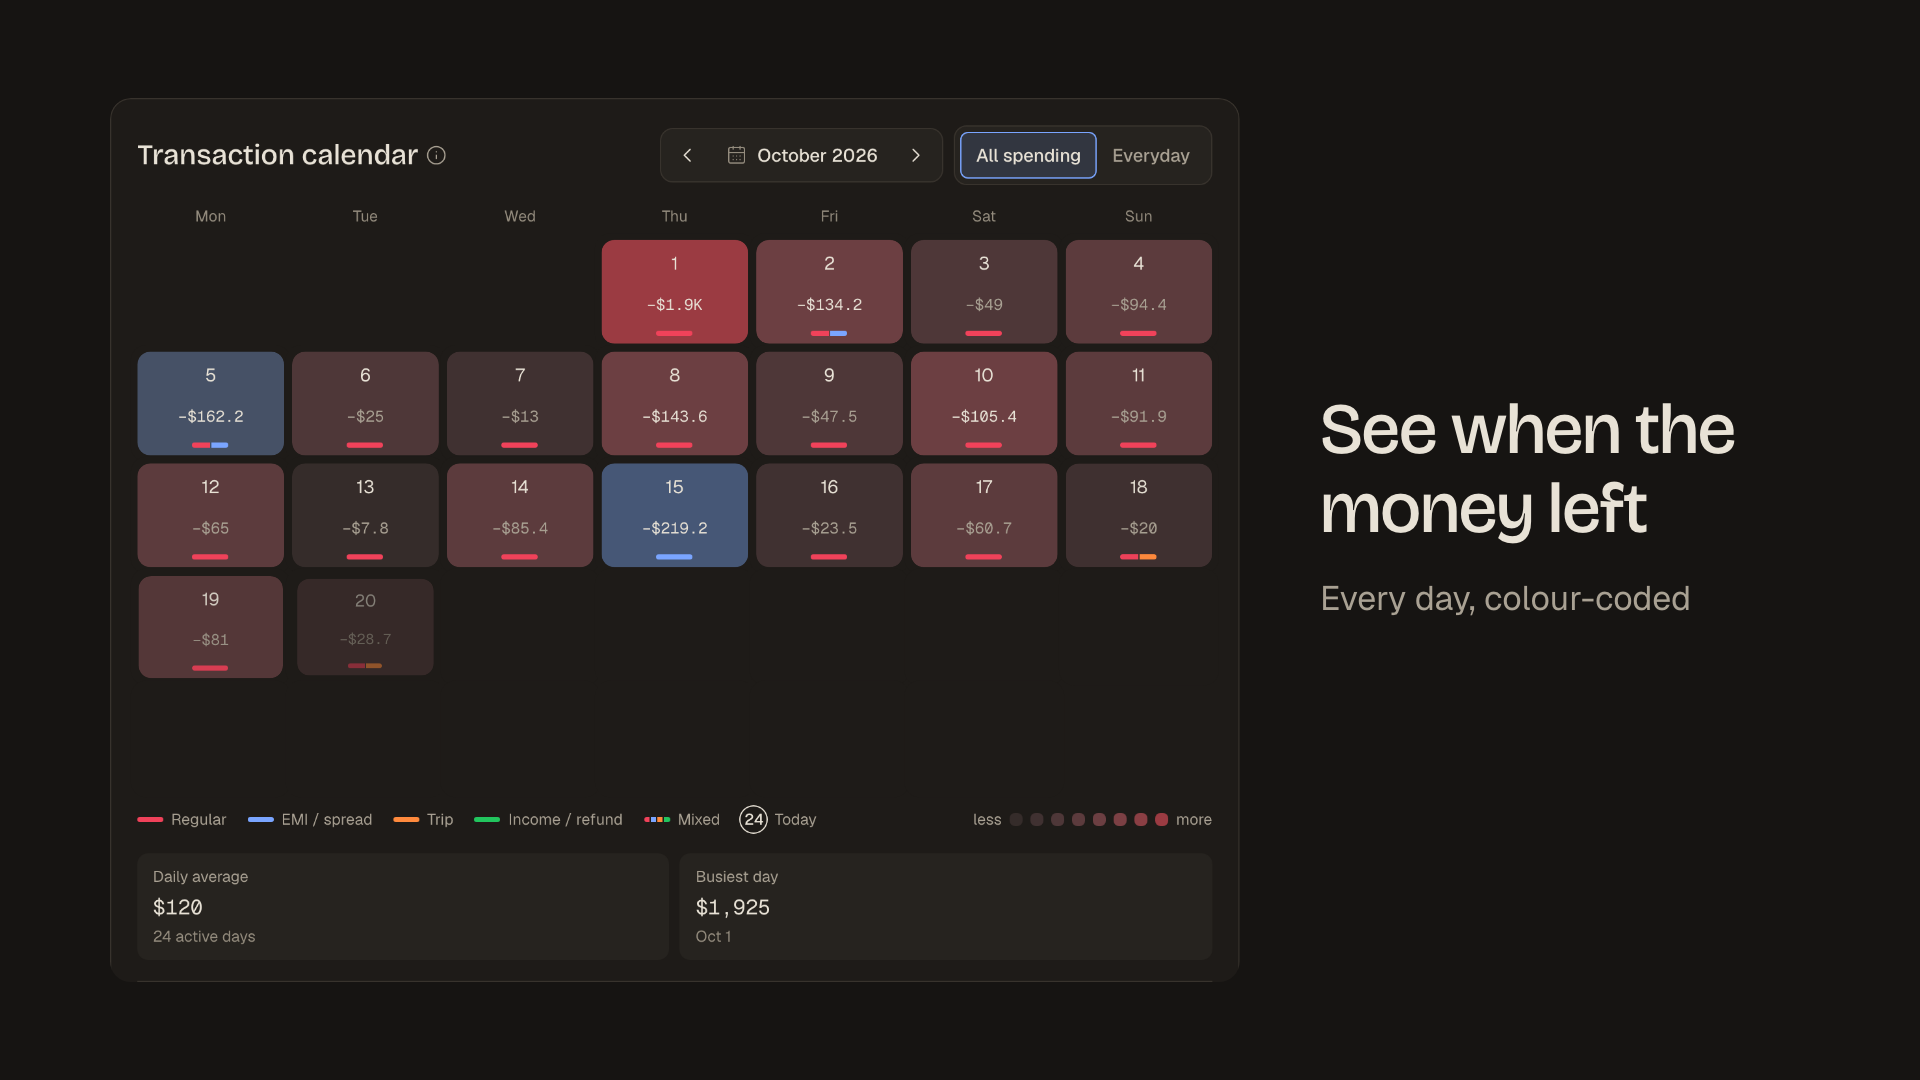 Transaction calendar
October 2026
All spending
Everyday
Mon Tue Wed Thu Fri Sat Sun
1 2 3 4
-$1.9K -$134.2 -$49 -$94.4
5 6 7 8 9 10 11
-$162.2 -$25 -$13 -$143.6 -$47.5 -$105.4 -$91.9
12 13 14 15 16 17 18
-$65 -$7.8 -$85.4 -$219.2 -$23.5 -$60.7 -$20
19 20
-$81 -$28.7
Regular EMI / spread Trip Income / refund Mixed 24 Today less more
Daily average
$120
24 active days
Busiest day
$1,925
Oct 1
See when the
money left
Every day, colour-coded